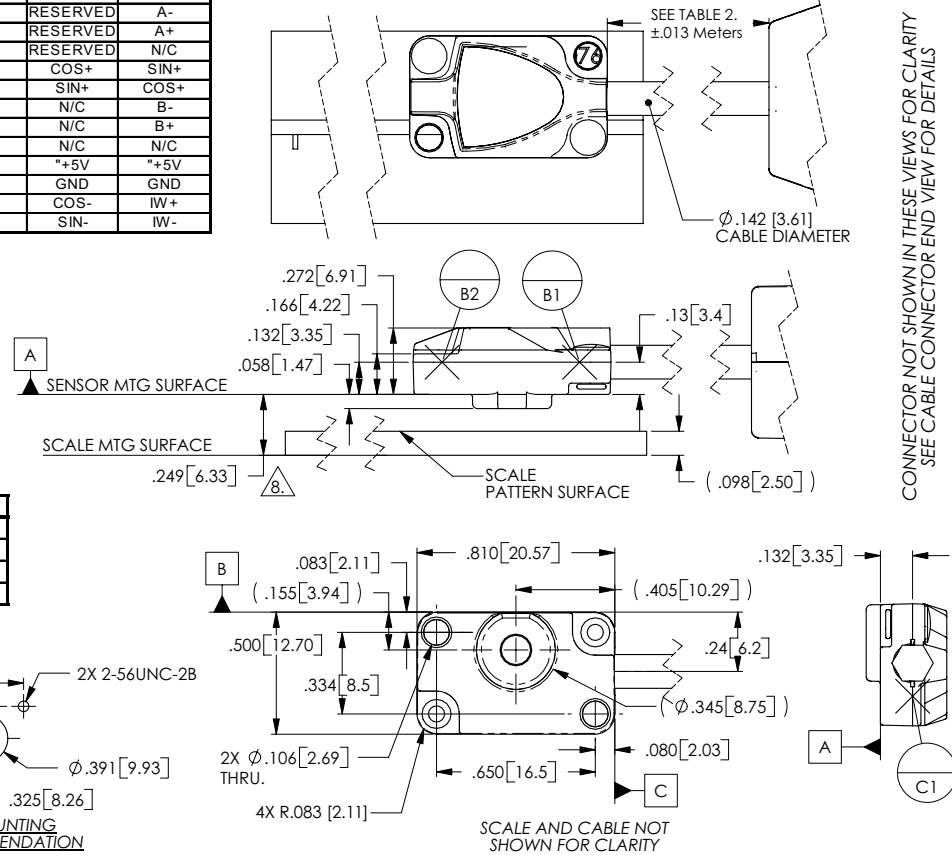 RESERVED A-
RESERVED A+
RESERVED N/C
COS+ SIN+
SIN+ COS+
N/C B-
N/C B+
N/C N/C
"+5V "+5V
GND GND
COS- IW+
SIN- IW-
SEE TABLE 2.
±.013 Meters
Ø.142 [3.61]
CABLE DIAMETER
CONNECTOR NOT SHOWN IN THESE VIEWS FOR CLARITY
SEE CABLE CONNECTOR END VIEW FOR DETAILS
.272[6.91]
.166[4.22]
.132[3.35]
.058[1.47]
B2
B1
.13[3.4]
A
SENSOR MTG SURFACE
SCALE MTG SURFACE
.249[6.33]
8.
SCALE
PATTERN SURFACE
( .098[2.50] )
B
.083[2.11]
( .155[3.94] )
.500[12.70]
.334[8.5]
.810[20.57]
( .405[10.29] )
.24[6.2]
( Ø.345[8.75] )
.080[2.03]
2X Ø.106[2.69]
THRU.
.650[16.5]
4X R.083 [2.11]
C
SCALE AND CABLE NOT
SHOWN FOR CLARITY
.132[3.35]
A
C1
2X 2-56UNC-2B
Ø.391[9.93]
.325[8.26]
UNTING
ENDATION